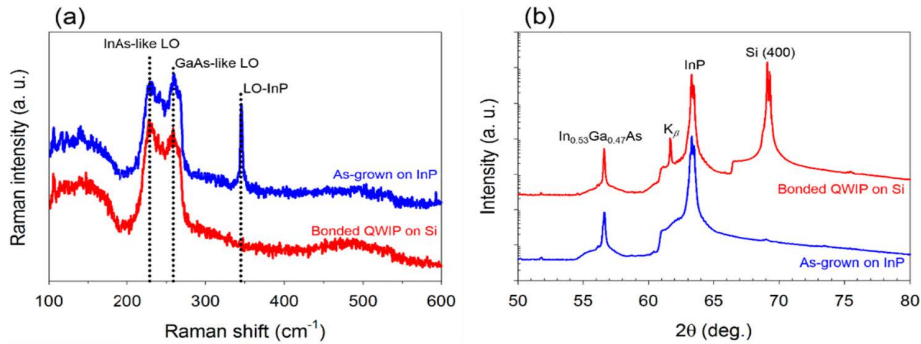 (a)
InAs-like LO
GaAs-like LO
LO-InP
As-grown on InP
Bonded QWIP on Si
Raman intensity (a. u.)
100 200 300 400 500 600
Raman shift (cm⁻¹)
(b)
Si (400)
InP
Kβ
In₀.₅₃Ga₀.₄₇As
Bonded QWIP on Si
As-grown on InP
Intensity (a. u.)
50 55 60 65 70 75 80
2θ (deg.)